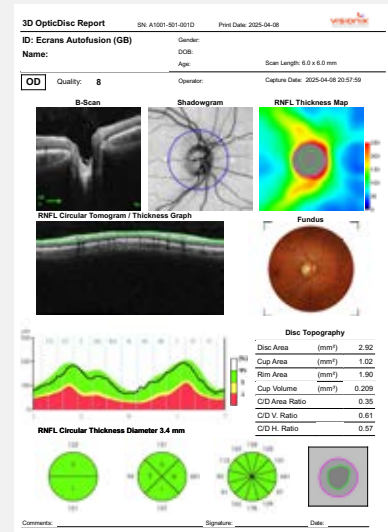 3D OpticDisc Report SN: A1001-501-001D Print Date: 2025-04-08 visionix
ID: Ecrans Autofusion (GB) Gender:
Name: DOB:
Age: Scan Length: 6.0 x 6.0 mm
OD Quality: 8 Operator: Capture Date: 2025-04-08 20:57:59
B-Scan Shadowgram RNFL Thickness Map
RNFL Circular Tomogram / Thickness Graph Fundus
Disc Topography
Disc Area (mm²) 2.92
Cup Area (mm²) 1.02
Rim Area (mm²) 1.90
Cup Volume (mm³) 0.209
C/D Area Ratio 0.35
C/D V. Ratio 0.61
C/D H. Ratio 0.57
RNFL Circular Thickness Diameter 3.4 mm
Comments: Signature: Date: